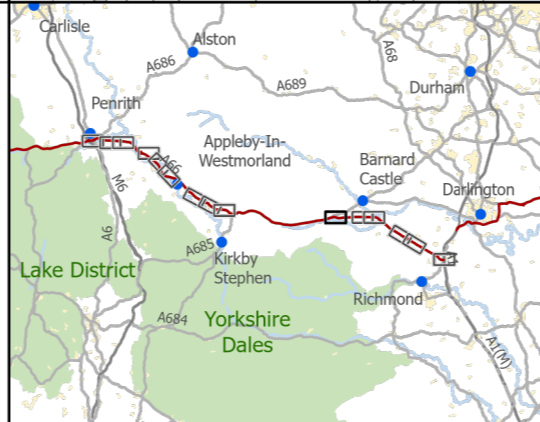 Carlisle
Alston
A68
A686
A689
Durham
Penrith
Appleby-In-
Westmorland
A66
Barnard
Castle
Darlington
M6
A6
A685
Lake District
Kirkby
Stephen
Richmond
A684
Yorkshire
Dales
A1(M)